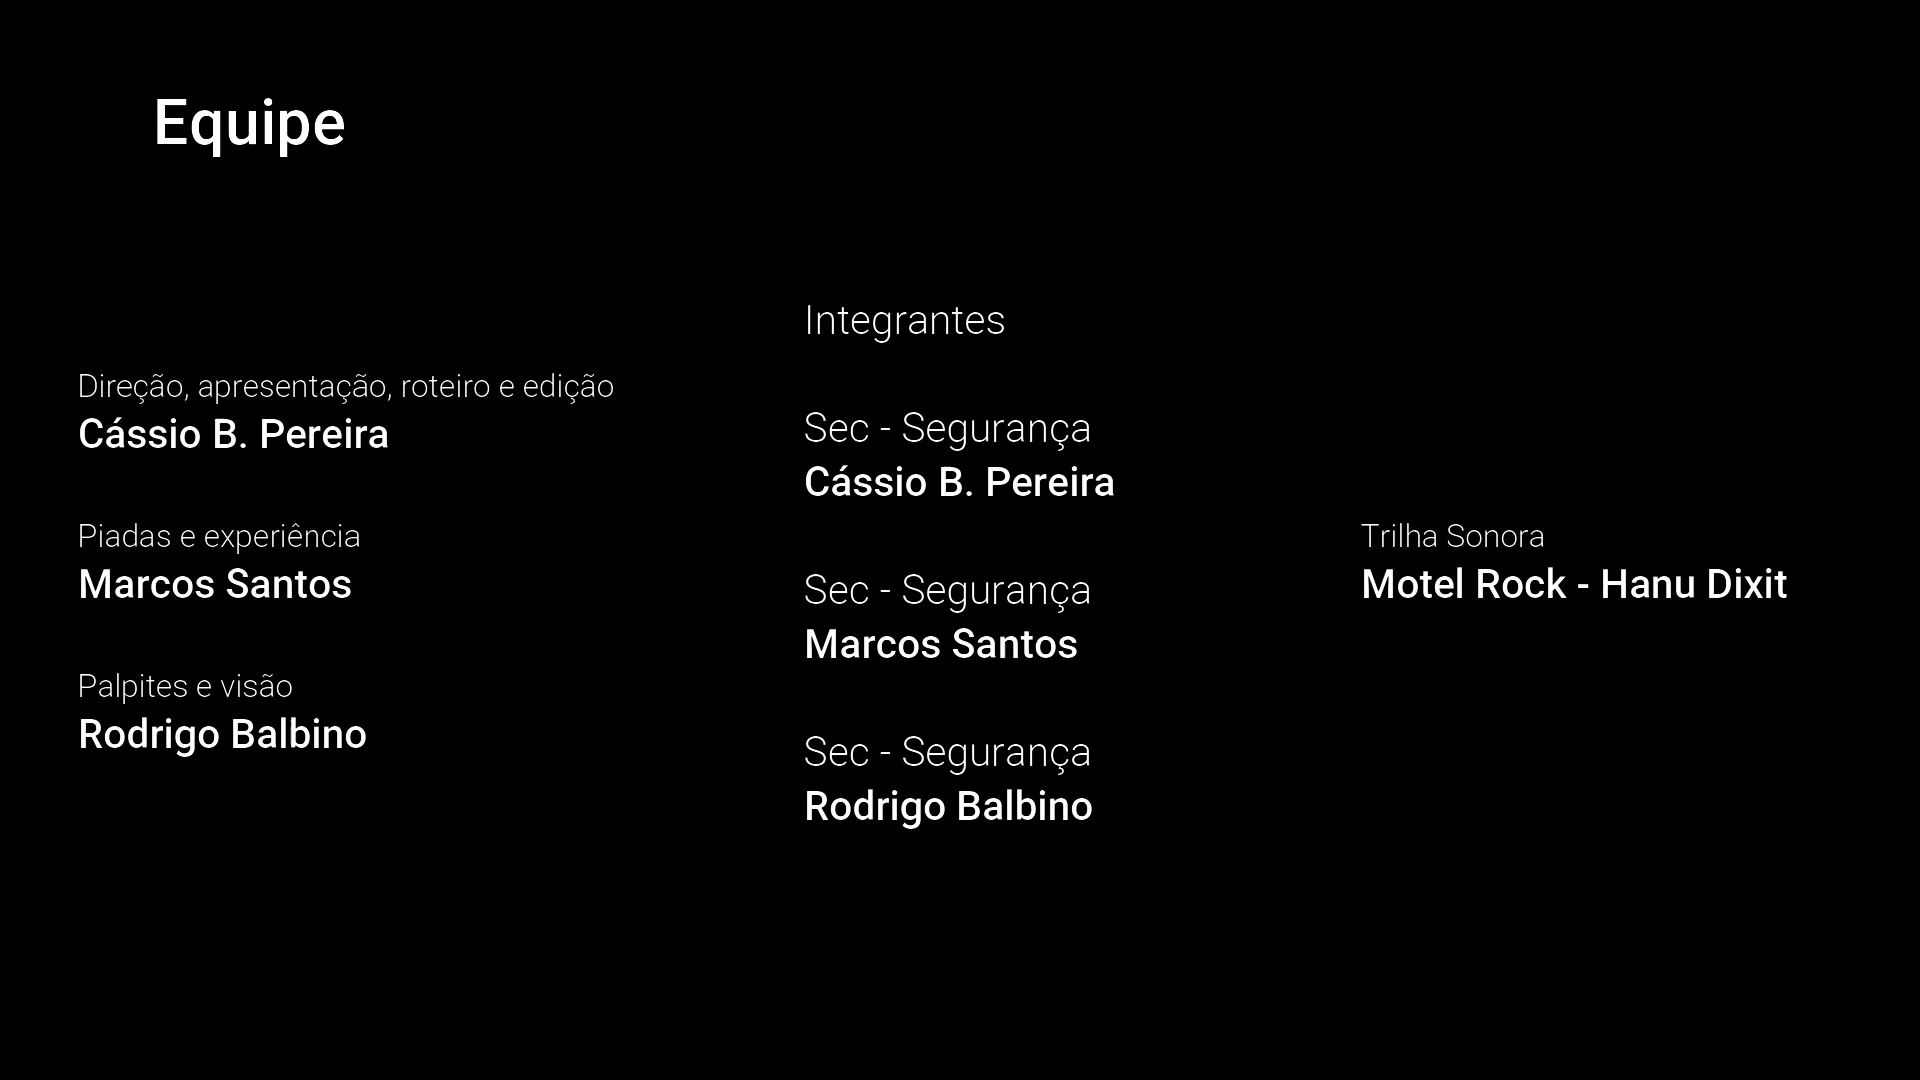 Equipe
Direção, apresentação, roteiro e edição
Cássio B. Pereira
Piadas e experiência
Marcos Santos
Palpites e visão
Rodrigo Balbino
Integrantes
Sec - Segurança
Cássio B. Pereira
Sec - Segurança
Marcos Santos
Sec - Segurança
Rodrigo Balbino
Trilha Sonora
Motel Rock - Hanu Dixit